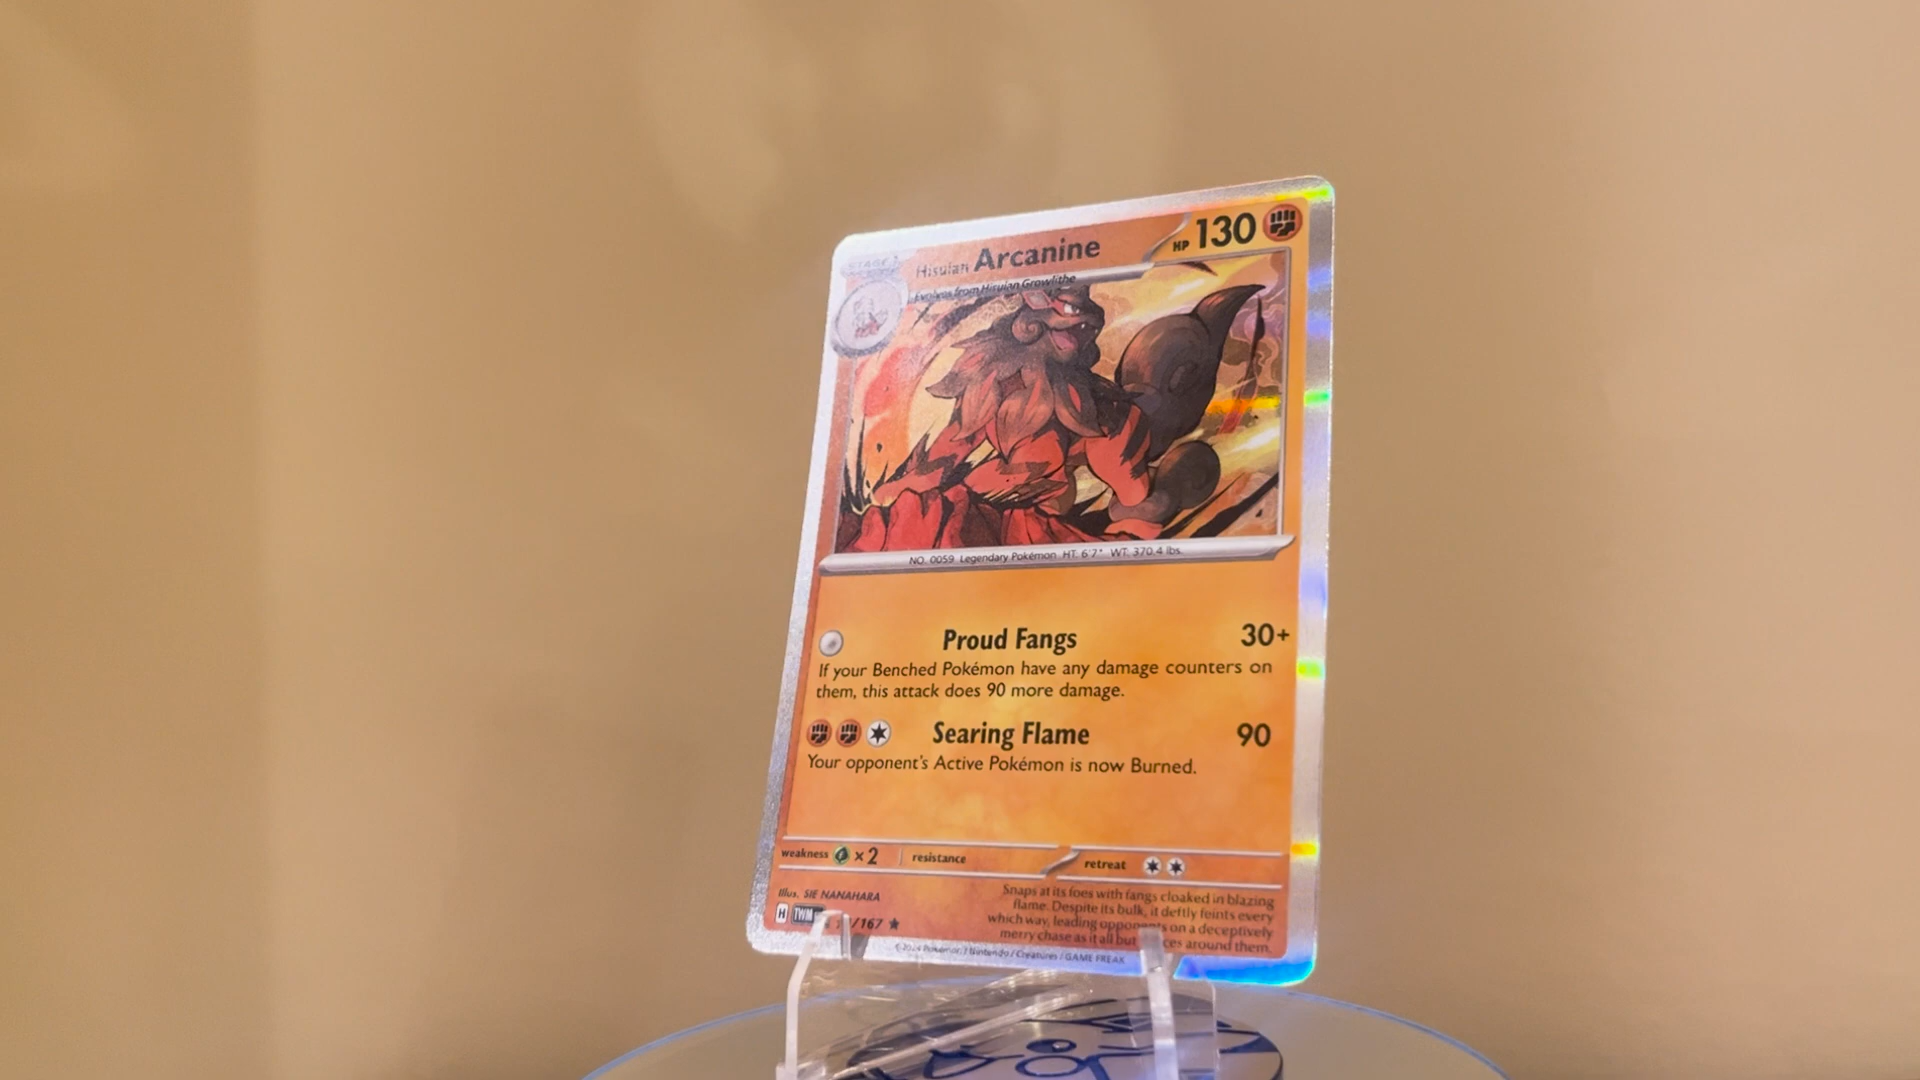 STAGE 1
Hisuian Arcanine
HP 130
Evolves from Hisuian Growlithe
NO. 0059 Legendary Pokémon HT: 6'7" WT: 370.4 lbs.
Proud Fangs 30+
If your Benched Pokémon have any damage counters on
them, this attack does 90 more damage.
Searing Flame 90
Your opponent's Active Pokémon is now Burned.
weakness ×2 resistance retreat
Illus. SIE NANAHARA
Snaps at its foes with fangs cloaked in blazing
flame. Despite its bulk, it deftly feints every
which way, leading opponents on a deceptively
merry chase as it all but around them.
H TWM /167
©2024 Pokémon / Nintendo / Creatures / GAME FREAK